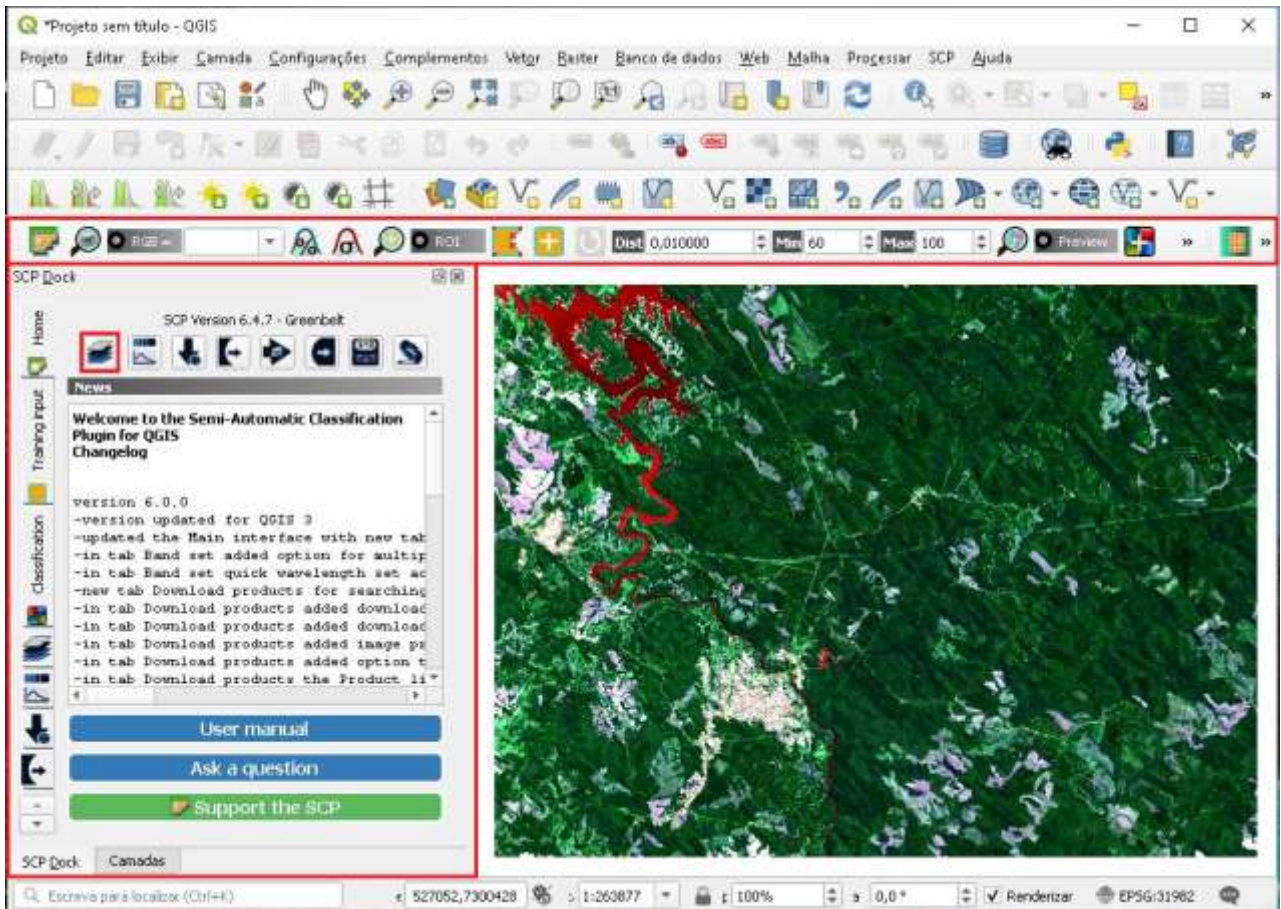 *Projeto sem título - QGIS
Projeto Editar Exibir Camada Configurações Complementos Vetor Raster Banco de dados Web Malha Processar SCP Ajuda
RGB = ROI Dist 0,010000 Min 60 Max 100 Preview
SCP Dock
SCP Version 6.4.7 - Greenbelt
Home
Training input
Classification
News
Welcome to the Semi-Automatic Classification
Plugin for QGIS
Changelog
version 6.0.0
-version updated for QGIS 3
-updated the Main interface with new tab
-in tab Band set added option for multip
-in tab Band set quick wavelength set ac
-new tab Download products for searching
-in tab Download products added download
-in tab Download products added download
-in tab Download products added image pr
-in tab Download products added option t
-in tab Download products the Product li
User manual
Ask a question
Support the SCP
SCP Dock Camadas
Escreva para localizar (Ctrl+K) 527052,7300428 1:263877 100% 0,0 ° Renderizar EPSG:31982